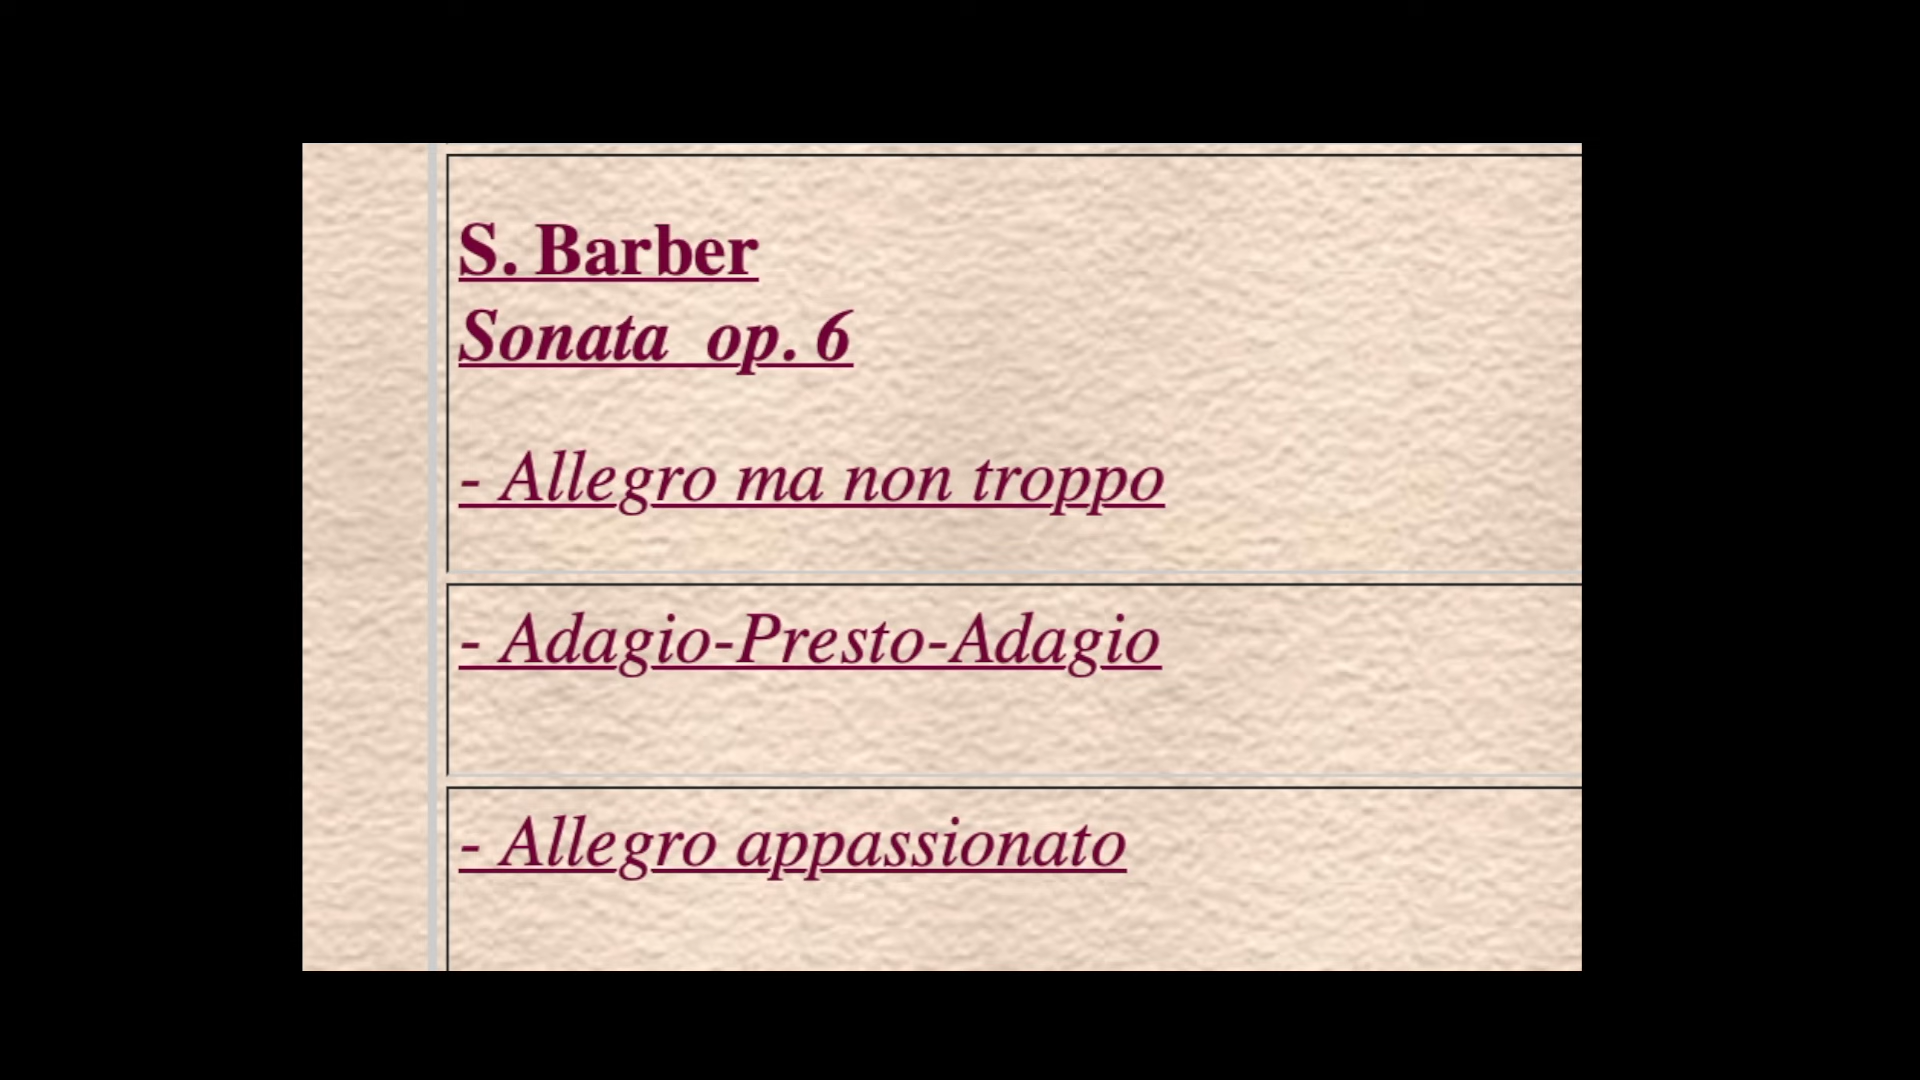 S. Barber
Sonata  op. 6
- Allegro ma non troppo
- Adagio-Presto-Adagio
- Allegro appassionato